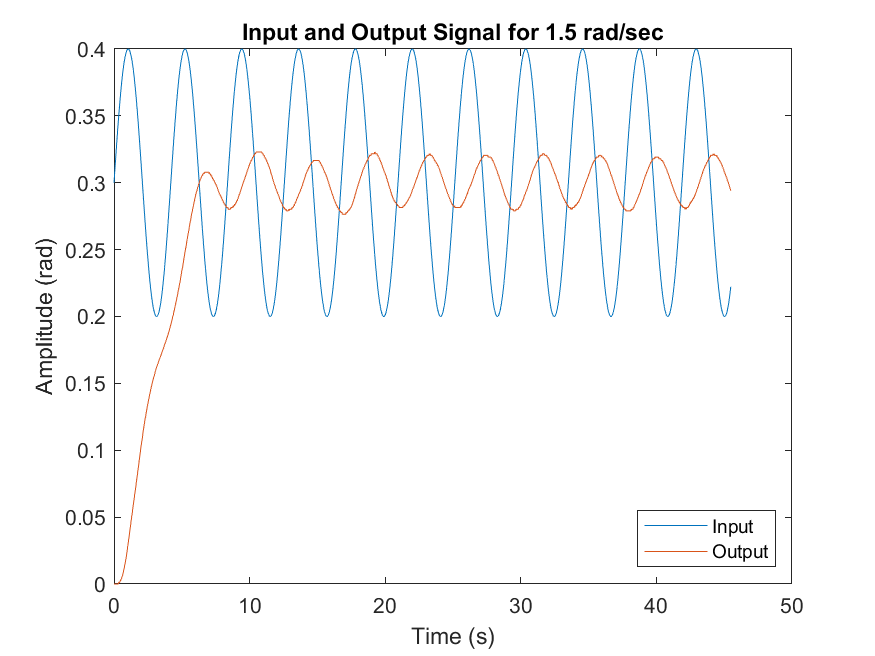 Input and Output Signal for 1.5 rad/sec
0.4
0.35
0.3
0.25
0.2
0.15
0.1
0.05
0
Amplitude (rad)
Input
Output
0 10 20 30 40 50
Time (s)